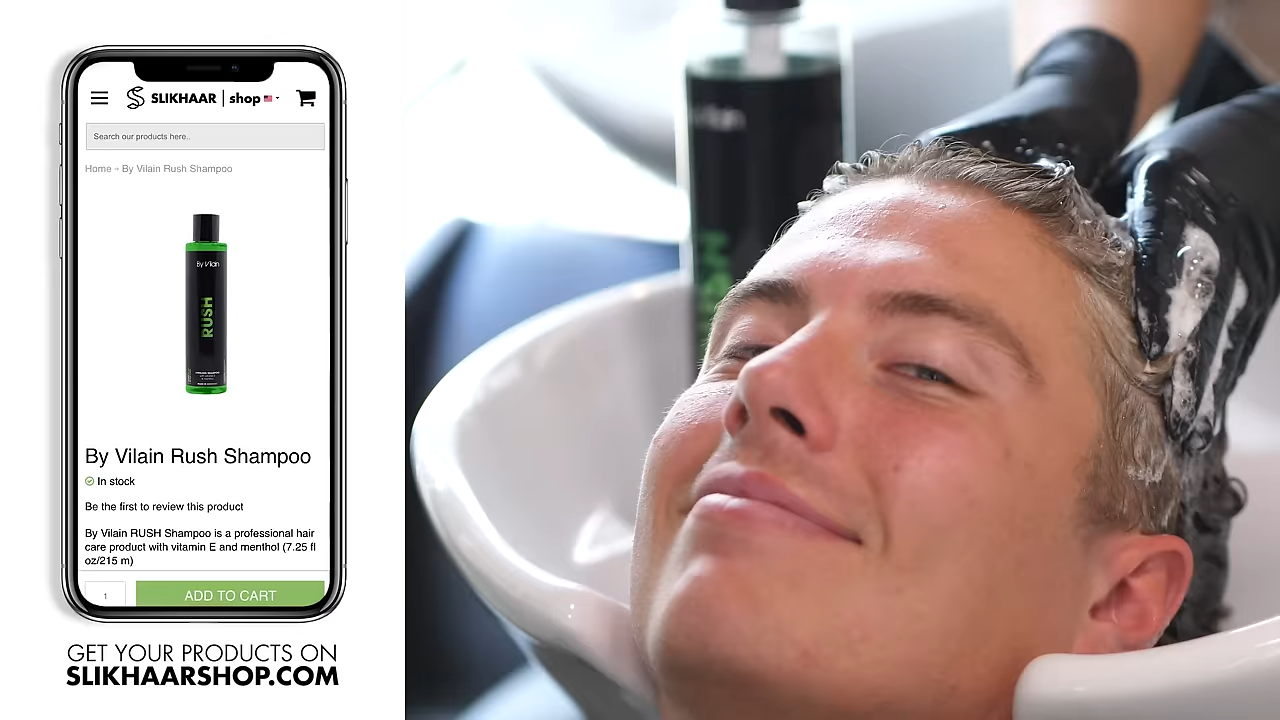 SLIKHAAR | shop
Search our products here..
Home - By Vilain Rush Shampoo
By Vilain
RUSH
By Vilain Rush Shampoo
In stock
Be the first to review this product
By Vilain RUSH Shampoo is a professional hair
care product with vitamin E and menthol (7.25 fl
oz/215 m)
1
ADD TO CART
GET YOUR PRODUCTS ON
SLIKHAARSHOP.COM
RUSH